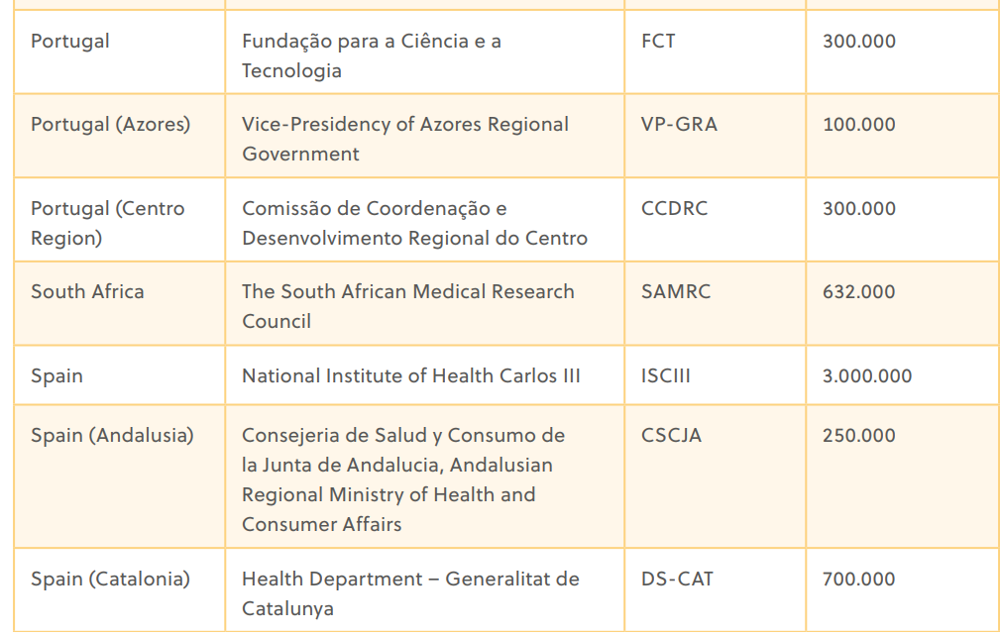 Portugal
Fundação para a Ciência e a
Tecnologia
FCT
300.000
Portugal (Azores)
Vice-Presidency of Azores Regional
Government
VP-GRA
100.000
Portugal (Centro
Region)
Comissão de Coordenação e
Desenvolvimento Regional do Centro
CCDRC
300.000
South Africa
The South African Medical Research
Council
SAMRC
632.000
Spain
National Institute of Health Carlos III
ISCIII
3.000.000
Spain (Andalusia)
Consejeria de Salud y Consumo de
la Junta de Andalucia, Andalusian
Regional Ministry of Health and
Consumer Affairs
CSCJA
250.000
Spain (Catalonia)
Health Department – Generalitat de
Catalunya
DS-CAT
700.000